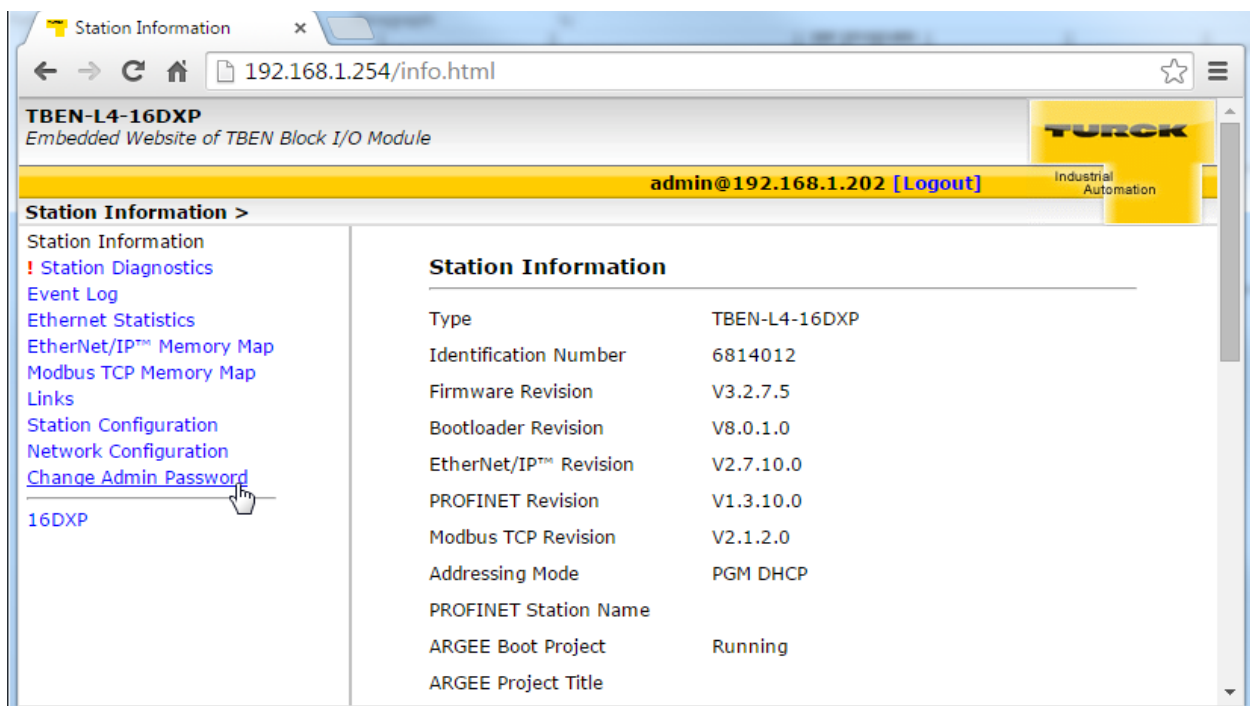 Station Information
192.168.1.254/info.html
TBEN-L4-16DXP
Embedded Website of TBEN Block I/O Module
TURCK
Industrial
Automation
admin@192.168.1.202 [Logout]
Station Information >
Station Information
! Station Diagnostics
Event Log
Ethernet Statistics
EtherNet/IP™ Memory Map
Modbus TCP Memory Map
Links
Station Configuration
Network Configuration
Change Admin Password
16DXP
Station Information
Type TBEN-L4-16DXP
Identification Number 6814012
Firmware Revision V3.2.7.5
Bootloader Revision V8.0.1.0
EtherNet/IP™ Revision V2.7.10.0
PROFINET Revision V1.3.10.0
Modbus TCP Revision V2.1.2.0
Addressing Mode PGM DHCP
PROFINET Station Name
ARGEE Boot Project Running
ARGEE Project Title